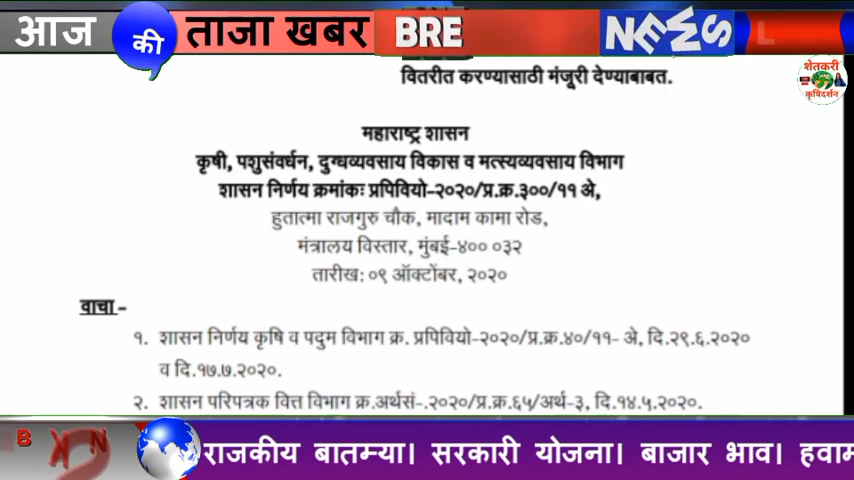 आज की ताजा खबर BRE NEWS L
शेतकरी
कृषिदर्शन
वितरीत करण्यासाठी मंजूरी देण्याबाबत.
महाराष्ट्र शासन
कृषी, पशुसंवर्धन, दुग्धव्यवसाय विकास व मत्स्यव्यवसाय विभाग
शासन निर्णय क्रमांकः प्रपिवियो-२०२०/प्र.क्र.३००/११ अे,
हुतात्मा राजगुरु चौक, मादाम कामा रोड,
मंत्रालय विस्तार, मुंबई-४०० ०३२
तारीख: ०९ ऑक्टोंबर, २०२०
वाचा -
१. शासन निर्णय कृषि व पदुम विभाग क्र. प्रपिवियो-२०२०/प्र.क्र.४०/११- अे, दि.२९.६.२०२०
व दि.१७.७.२०२०.
२. शासन परिपत्रक वित्त विभाग क्र.अर्थसं-.२०२०/प्र.क्र.६५/अर्थ-३, दि.१४.५.२०२०.
राजकीय बातम्या। सरकारी योजना। बाजार भाव। हवाम